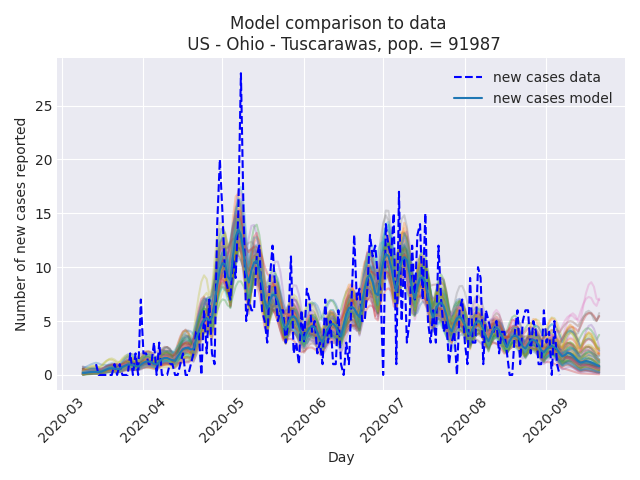 Model comparison to data
US - Ohio - Tuscarawas, pop. = 91987
new cases data
new cases model
Number of new cases reported
25
20
15
10
5
0
2020-03
2020-04
2020-05
2020-06
2020-07
2020-08
2020-09
Day